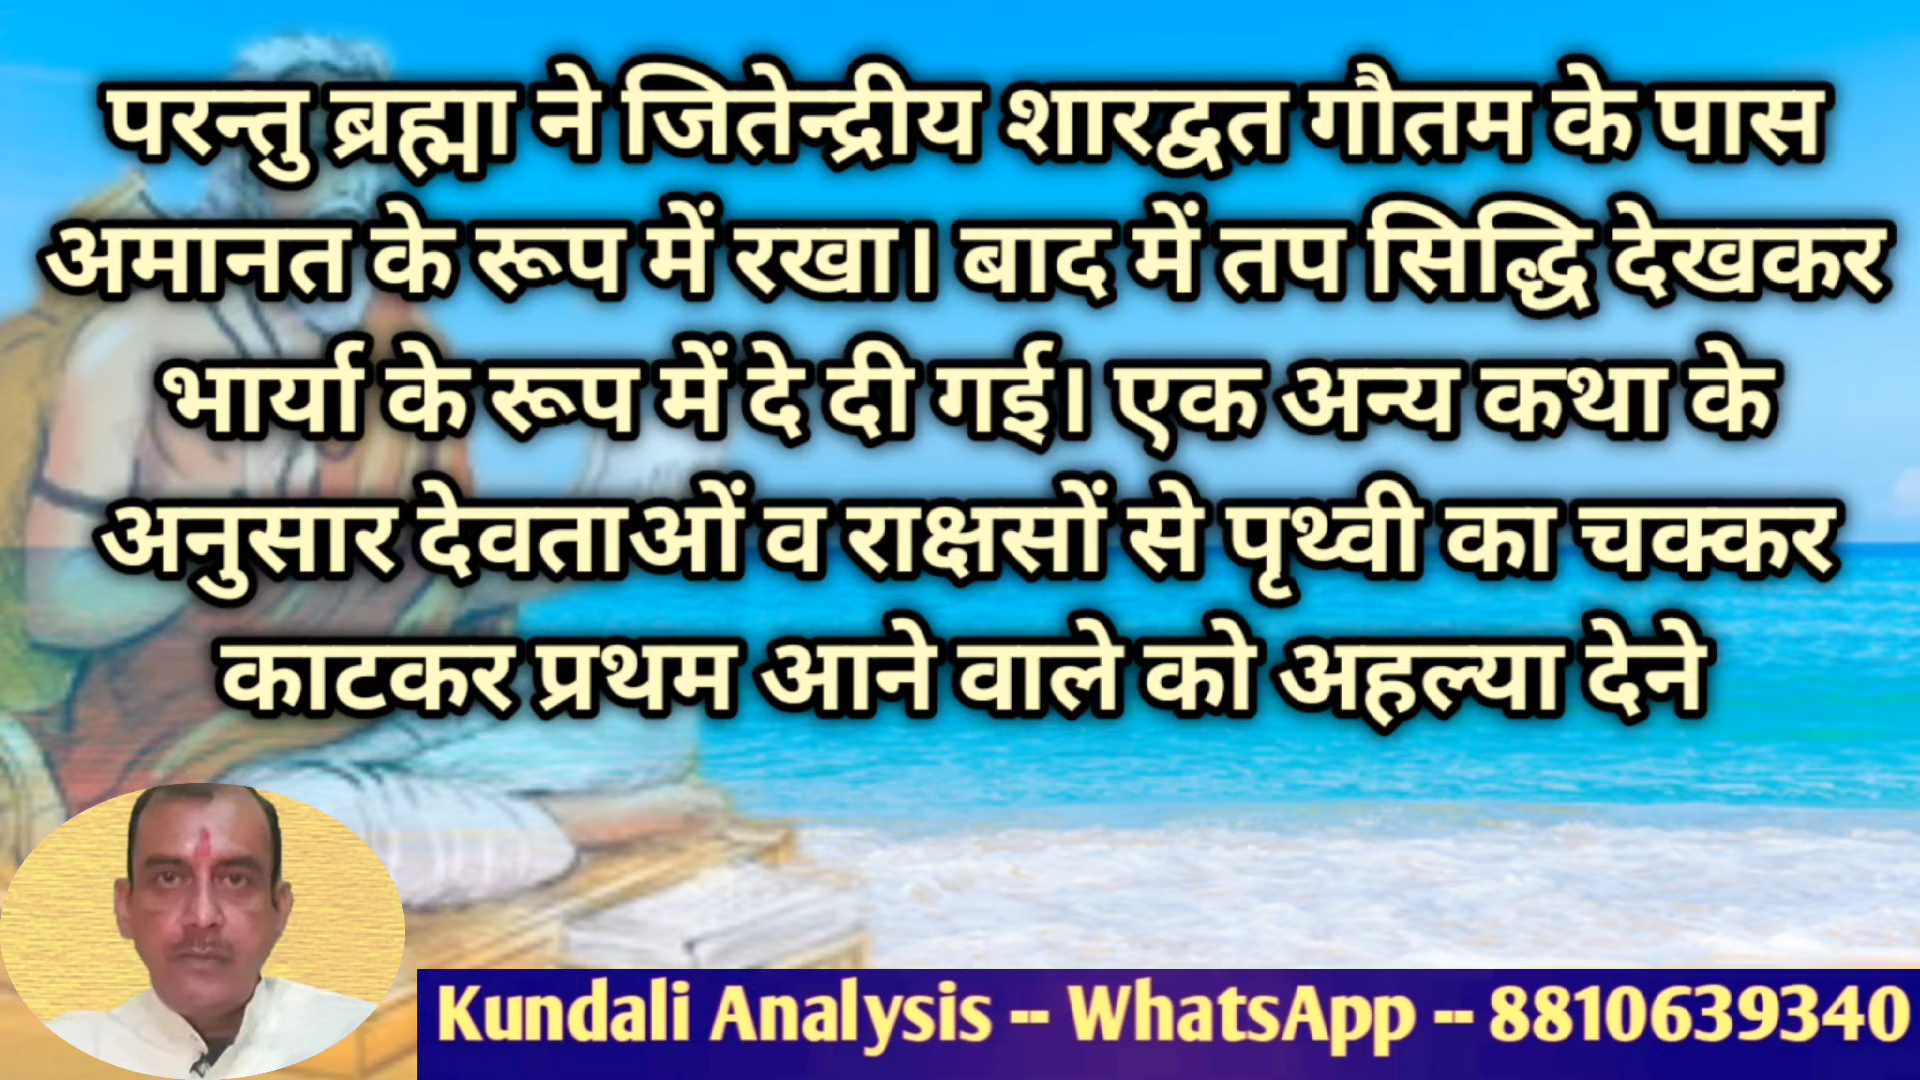 परन्तु ब्रह्मा ने जितेन्द्रीय शारद्वत गौतम के पास
अमानत के रूप में रखा। बाद में तप सिद्धि देखकर
भार्या के रूप में दे दी गई। एक अन्य कथा के
अनुसार देवताओं व राक्षसों से पृथ्वी का चक्कर
काटकर प्रथम आने वाले को अहल्या देने
Kundali Analysis -- WhatsApp -- 8810639340